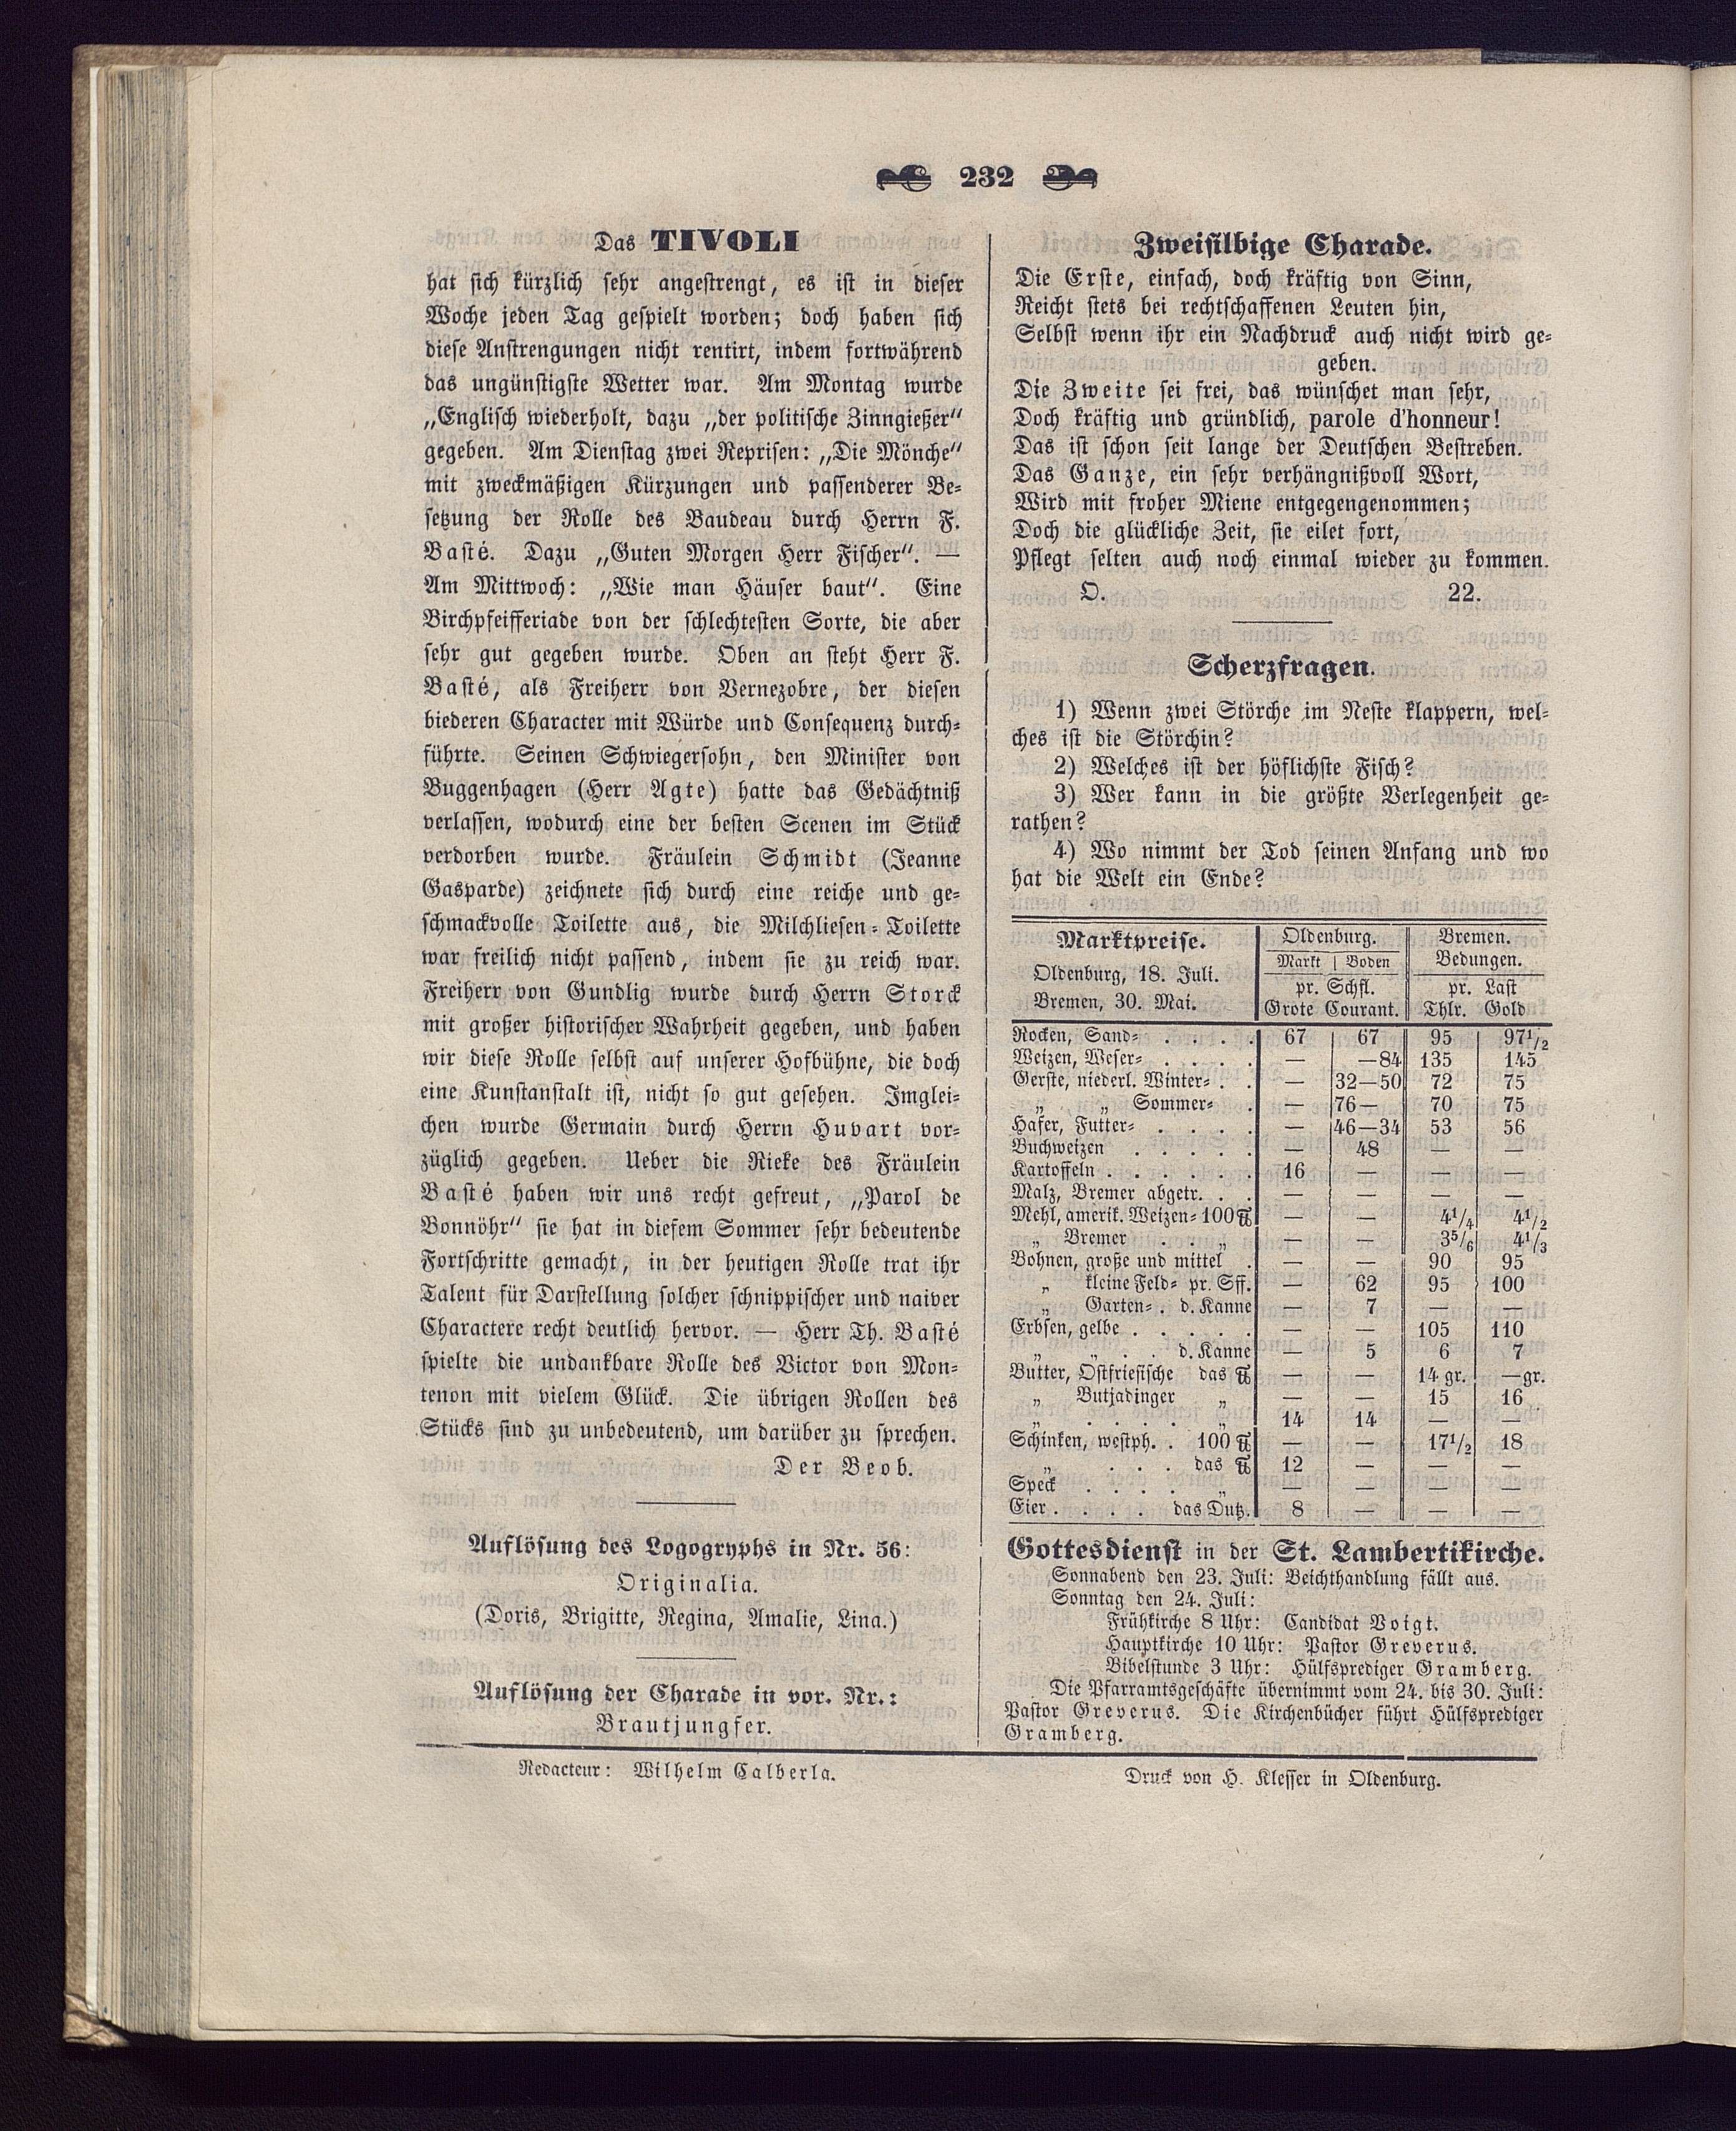 232
Das TIVOLI
hat sich kürzlich sehr angestrengt, es ist in dieser
Woche jeden Tag gespielt worden; doch haben sich
diese Anstrengungen nicht rentirt, indem fortwährend
das ungünstigste Wetter war. Am Montag wurde
„Englisch wiederholt, dazu „der politische Zinngießer“
gegeben. Am Dienstag zwei Reprisen: „Die Mönche“
mit zweckmäßigen Kürzungen und passenderer Be-
setzung der Rolle des Baudeau durch Herrn F.
Basté. Dazu „Guten Morgen Herr Fischer“. —
Am Mittwoch: „Wie man Häuser baut“. Eine
Birchpfeifferiade von der schlechtesten Sorte, die aber
sehr gut gegeben wurde. Oben an steht Herr F.
Basté, als Freiherr von Vernezobre, der diesen
biederen Character mit Würde und Consequenz durch-
führte. Seinen Schwiegersohn, den Minister von
Buggenhagen (Herr Agte) hatte das Gedächtniß
verlassen, wodurch eine der besten Scenen im Stück
verdorben wurde. Fräulein Schmidt (Jeanne
Gasparde) zeichnete sich durch eine reiche und ge-
schmackvolle Toilette aus, die Milchliesen-Toilette
war freilich nicht passend, indem sie zu reich war.
Freiherr von Gundlig wurde durch Herrn Storck
mit großer historischer Wahrheit gegeben, und haben
wir diese Rolle selbst auf unserer Hofbühne, die doch
eine Kunstanstalt ist, nicht so gut gesehen. Imglei-
chen wurde Germain durch Herrn Huvart vor-
züglich gegeben. Ueber die Rieke des Fräulein
Basté haben wir uns recht gefreut, „Parol de
Bonnöhr“ sie hat in diesem Sommer sehr bedeutende
Fortschritte gemacht, in der heutigen Rolle trat ihr
Talent für Darstellung solcher schnippischer und naiver
Charactere recht deutlich hervor. — Herr Th. Basté
spielte die undankbare Rolle des Victor von Mon-
tenon mit vielem Glück. Die übrigen Rollen des
Stücks sind zu unbedeutend, um darüber zu sprechen.
Der Beob.
Auflösung des Logogryphs in Nr. 56:
Originalia.
(Doris, Brigitte, Regina, Amalie, Lina.)
Auflösung der Charade in vor. Nr.:
Brautjungfer.
Zweisilbige Charade.
Die Erste, einfach, doch kräftig von Sinn,
Reicht stets bei rechtschaffenen Leuten hin,
Selbst wenn ihr ein Nachdruck auch nicht wird ge-
geben.
Die Zweite sei frei, das wünschet man sehr,
Doch kräftig und gründlich, parole d'honneur!
Das ist schon seit lange der Deutschen Bestreben.
Das Ganze, ein sehr verhängnißvoll Wort,
Wird mit froher Miene entgegengenommen;
Doch die glückliche Zeit, sie eilet fort,
Pflegt selten auch noch einmal wieder zu kommen.
O. 22.
Scherzfragen.
1) Wenn zwei Störche im Neste klappern, wel-
ches ist die Störchin?
2) Welches ist der höflichste Fisch?
3) Wer kann in die größte Verlegenheit ge-
rathen?
4) Wo nimmt der Tod seinen Anfang und wo
hat die Welt ein Ende?
Marktpreise. Oldenburg. Bremen.
Markt | Boden Bedungen.
Oldenburg, 18. Juli. pr. Schfl. pr. Last
Bremen, 30. Mai. Grote Courant. Thlr. Gold
Rocken, Sand- . . . . 67 67 95 97 1/2
Weizen, Weser- . . . . — —84 135 145
Gerste, niederl. Winter- . . — 32—50 72 75
„ „ Sommer- . — 76— 70 75
Hafer, Futter- . . . . — 46—34 53 56
Buchweizen . . . . . — 48 — —
Kartoffeln . . . . . . 16 — — —
Malz, Bremer abgetr. . . — — — —
Mehl, amerik. Weizen-100 ℔ — — 4 1/4 4 1/2
„ Bremer . . „ — — 3 5/6 4 1/3
Bohnen, große und mittel . — — 90 95
„ kleine Feld- pr. Sff. — 62 95 100
„ Garten- . d. Kanne — 7 — —
Erbsen, gelbe . . . . . — — 105 110
„ „ . . d. Kanne — 5 6 7
Butter, Ostfriesische das ℔ — — 14 gr. —gr.
„ Butjadinger „ — — 15 16
„ . . . . „ 14 14 — —
Schinken, westph. . 100 ℔ — — 17 1/2 18
„ . . . das ℔ 12 — — —
Speck . . . . „ — — — —
Eier . . . . das Dutz. 8 — — —
Gottesdienst in der St. Lambertikirche.
Sonnabend den 23. Juli: Beichthandlung fällt aus.
Sonntag den 24. Juli:
Frühkirche 8 Uhr: Candidat Voigt.
Hauptkirche 10 Uhr: Pastor Greverus.
Bibelstunde 3 Uhr: Hülfsprediger Gramberg.
Die Pfarramtsgeschäfte übernimmt vom 24. bis 30. Juli:
Pastor Greverus. Die Kirchenbücher führt Hülfsprediger
Gramberg.
Redacteur: Wilhelm Calberla.
Druck von H. Klesser in Oldenburg.